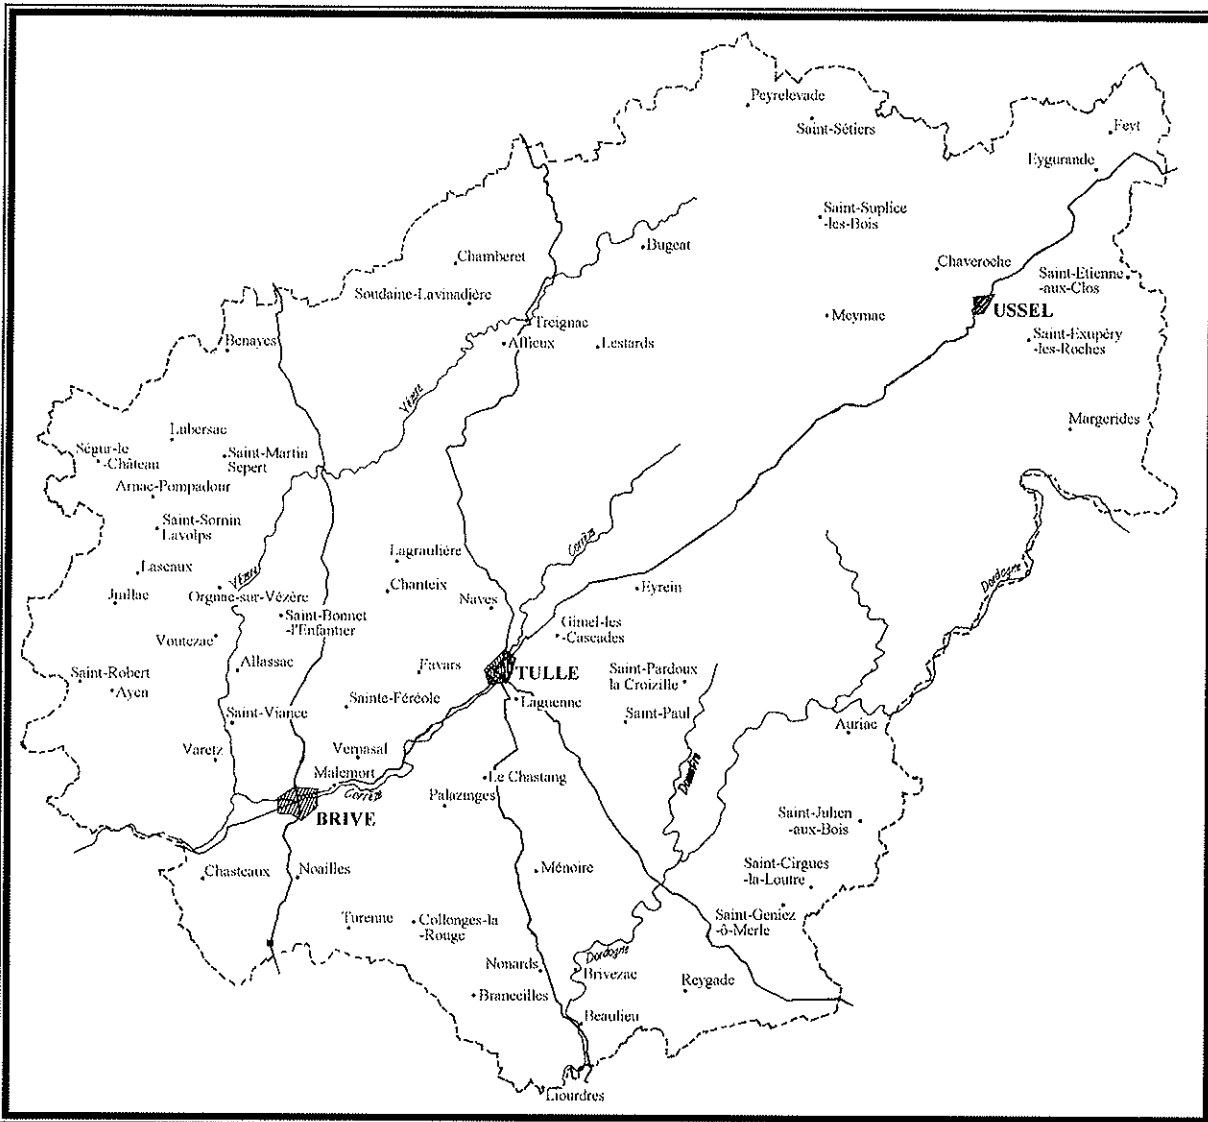 Peyrelevade
Saint-Sétiers
Feyt
Eygurande
Saint-Suplice
-les-Bois
Bugeat
Chamberet
Chaveroche
Saint-Etienne
-aux-Clos
Soudaine-Lavinadière
USSEL
Treignac
Meymac
Benayes
Affieux
Lestards
Saint-Exupéry
-les-Roches
Vézère
Margerides
Lubersac
Ségur-le
-Château
Saint-Martin
Sepert
Arnac-Pompadour
Saint-Sornin
Lavolps
Corrèze
Lagraulière
Lascaux
Vézère
Dordogne
Juillac
Orgnac-sur-Vézère
Chanteix
Eyrein
Naves
Saint-Bonnet
-l'Enfantier
Gimel-les
-Cascades
Voutezac
Allassac
Favars
TULLE
Saint-Pardoux
la Croizille
Saint-Robert
Ayen
Sainte-Féréole
Laguenne
Saint-Paul
Saint-Viance
Auriac
Varetz
Vernasal
Malemort
Corrèze
Le Chastang
Palazinges
BRIVE
Saint-Julien
-aux-Bois
Chasteaux
Noailles
Ménoire
Saint-Cirgues
-la-Loutre
Turenne
Collonges-la
-Rouge
Saint-Geniez
-ô-Merle
Dordogne
Nonards
Brivezac
Reygade
Branceilles
Beaulieu
Liourdres